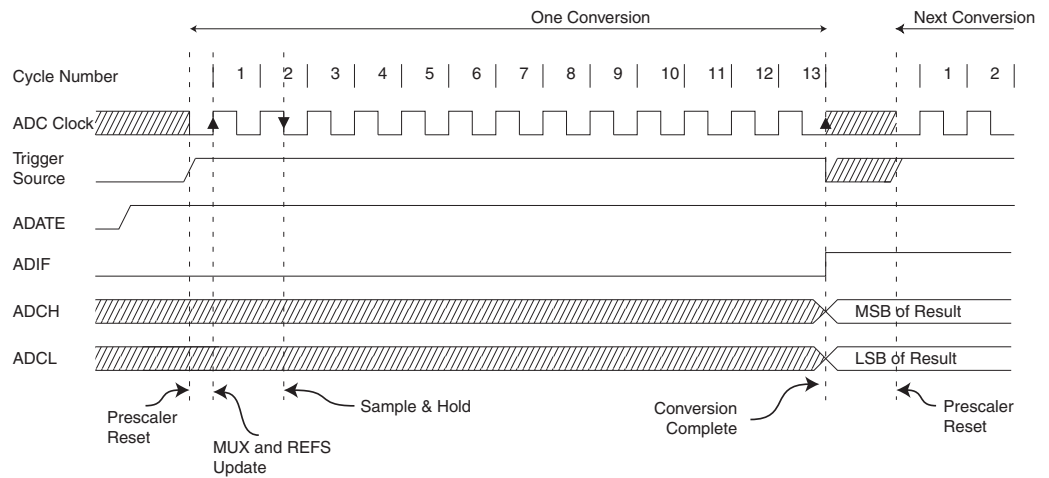 One Conversion
Next Conversion
Cycle Number
1 2 3 4 5 6 7 8 9 10 11 12 13 1 2
ADC Clock
Trigger
Source
ADATE
ADIF
ADCH
MSB of Result
ADCL
LSB of Result
Prescaler
Reset
MUX and REFS
Update
Sample & Hold
Conversion
Complete
Prescaler
Reset